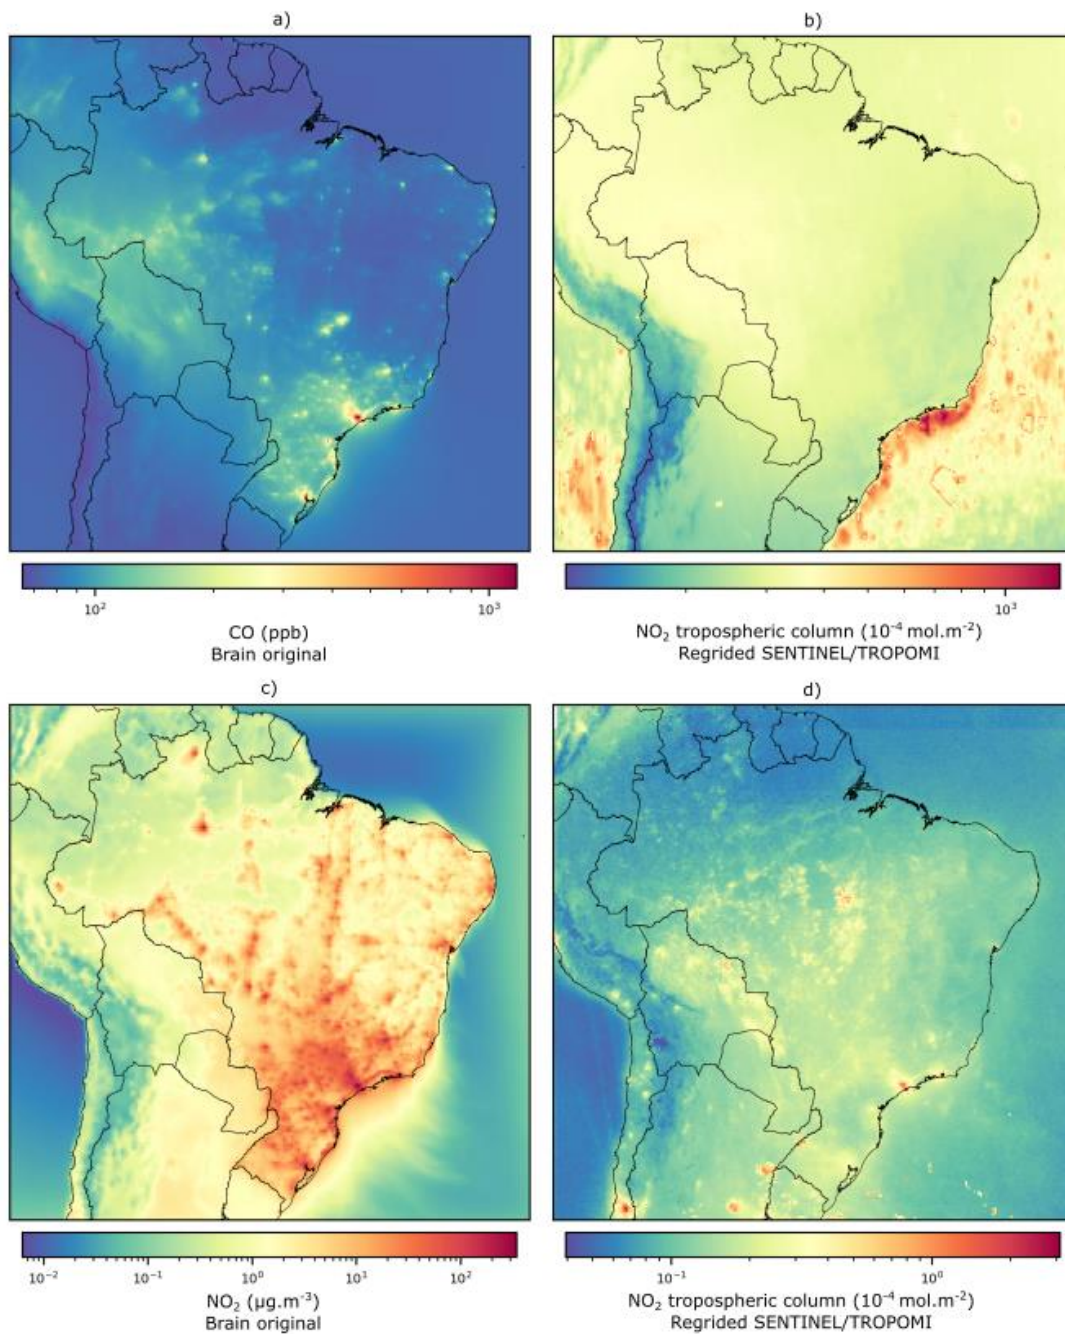 a)
b)
10²
10³
10³
CO (ppb)
Brain original
NO₂ tropospheric column (10⁻⁴ mol.m⁻²)
Regrided SENTINEL/TROPOMI
c)
d)
10⁻²
10⁻¹
10⁰
10¹
10²
10⁻¹
10⁰
NO₂ (μg.m⁻³)
Brain original
NO₂ tropospheric column (10⁻⁴ mol.m⁻²)
Regrided SENTINEL/TROPOMI